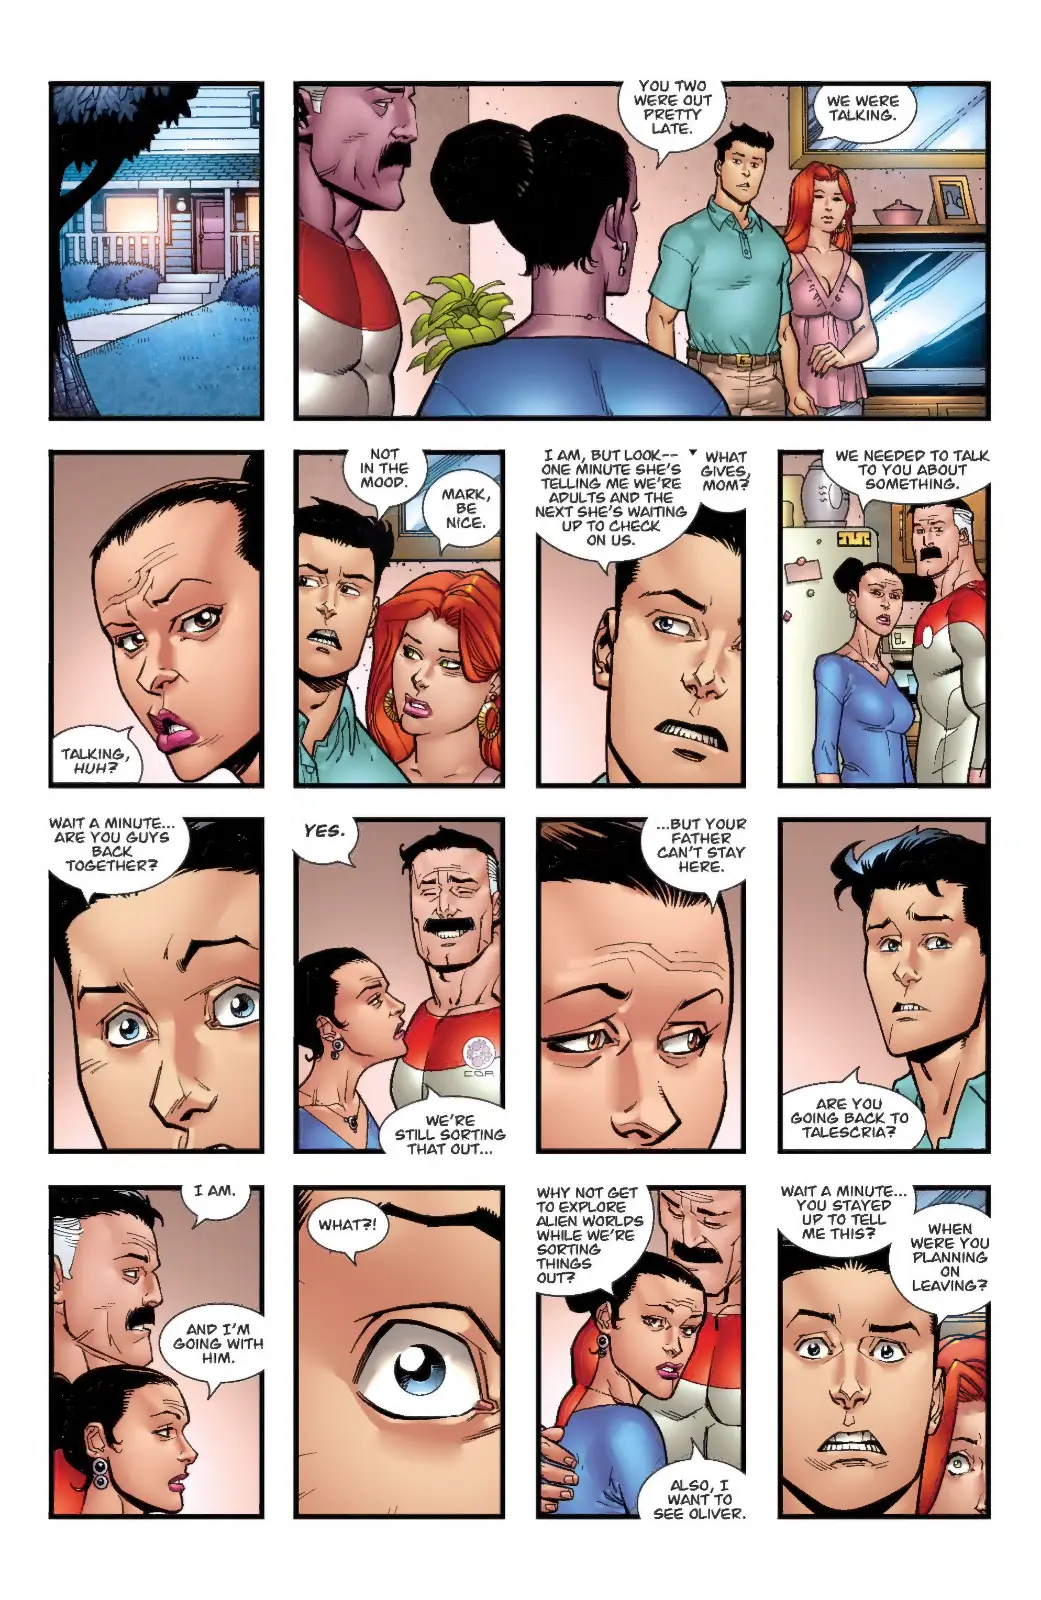 YOU TWO
WERE OUT
PRETTY
LATE.
WE WERE
TALKING.
TALKING,
HUH?
NOT
IN THE
MOOD.
MARK,
BE
NICE.
I AM, BUT LOOK--
ONE MINUTE SHE'S
TELLING ME WE'RE
ADULTS AND THE
NEXT SHE'S WAITING
UP TO CHECK
ON US.
WHAT
GIVES,
MOM?
WE NEEDED TO TALK
TO YOU ABOUT
SOMETHING.
WAIT A MINUTE...
ARE YOU GUYS
BACK
TOGETHER?
YES.
C.O.P.
WE'RE
STILL SORTING
THAT OUT...
...BUT YOUR
FATHER
CAN'T STAY
HERE.
ARE YOU
GOING BACK TO
TALESCRIA?
I AM.
AND I'M
GOING WITH
HIM.
WHAT?!
WHY NOT GET
TO EXPLORE
ALIEN WORLDS
WHILE WE'RE
SORTING
THINGS
OUT?
ALSO, I
WANT TO
SEE OLIVER.
WAIT A MINUTE...
YOU STAYED
UP TO TELL
ME THIS?
WHEN
WERE YOU
PLANNING
ON
LEAVING?